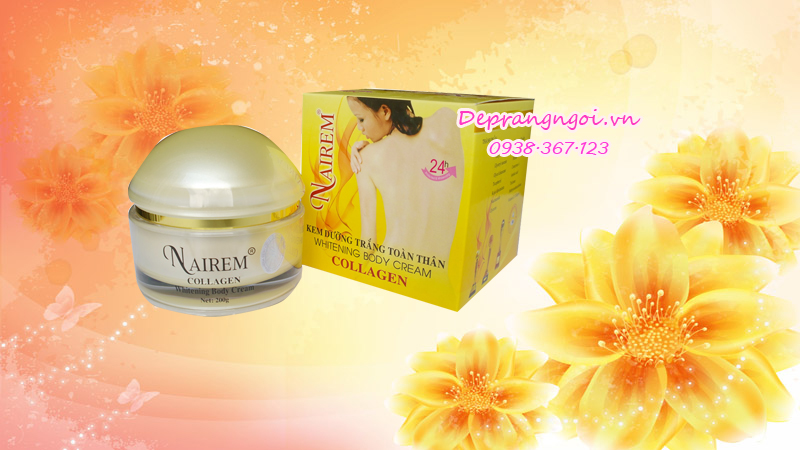 Deprangngoi.vn
0938·367·123
NAIREM®
24h
KEM DƯỠNG TRẮNG TOÀN THÂN
WHITENING BODY CREAM
COLLAGEN
NAIREM®
COLLAGEN
Whitening Body Cream
Net: 200g